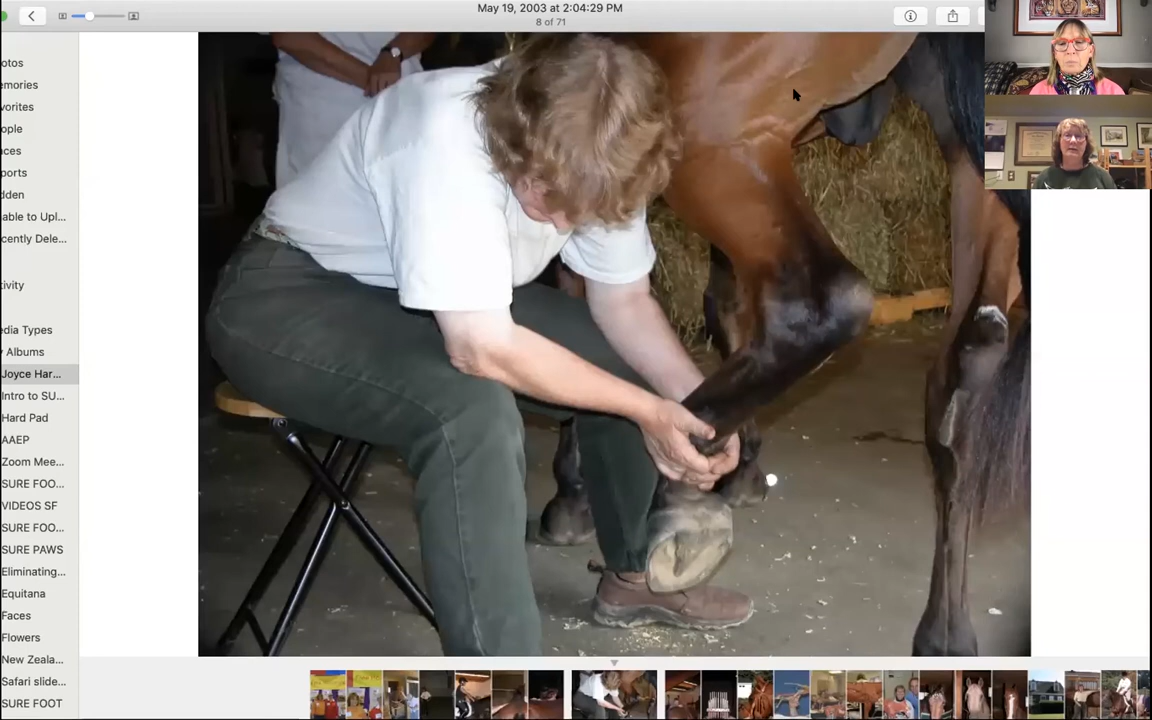 May 19, 2003 at 2:04:29 PM
8 of 71
otos
emories
avorites
ople
aces
ports
dden
able to Upl...
cently Dele...
tivity
edia Types
Albums
Joyce Har...
Intro to SU...
Hard Pad
AAEP
Zoom Mee...
SURE FOO...
VIDEOS SF
SURE FOO...
SURE PAWS
Eliminating...
Equitana
Faces
Flowers
New Zeala...
Safari slide...
SURE FOOT